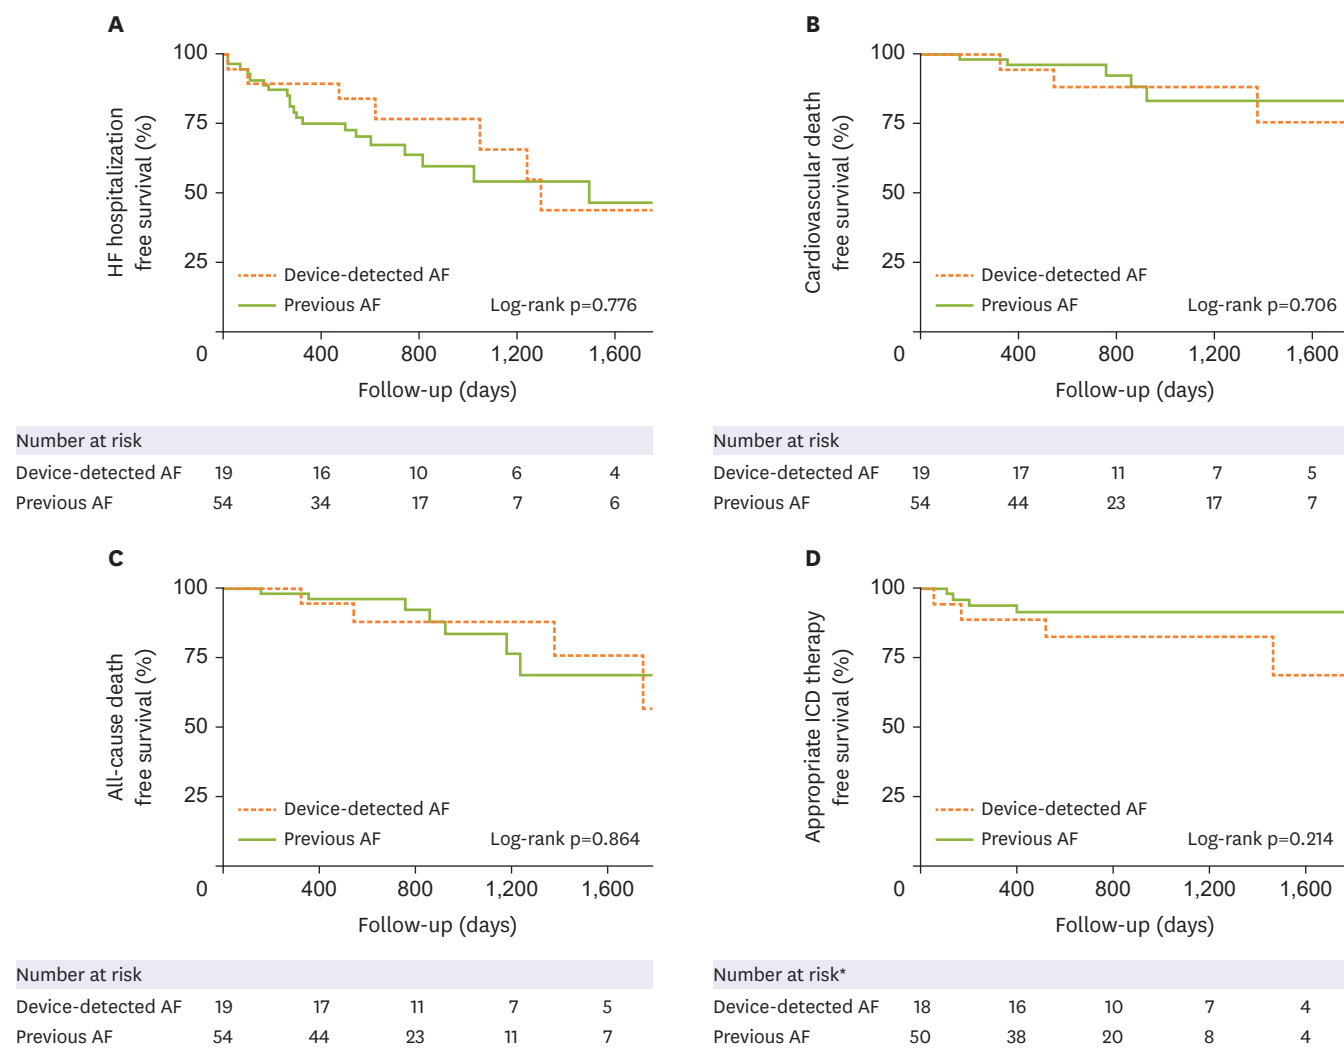 A
HF hospitalization
free survival (%)
100
75
50
25
Device-detected AF
Previous AF
Log-rank p=0.776
0 400 800 1,200 1,600
Follow-up (days)
Number at risk
Device-detected AF 19 16 10 6 4
Previous AF 54 34 17 7 6
B
Cardiovascular death
free survival (%)
100
75
50
25
Device-detected AF
Previous AF
Log-rank p=0.706
0 400 800 1,200 1,600
Follow-up (days)
Number at risk
Device-detected AF 19 17 11 7 5
Previous AF 54 44 23 17 7
C
All-cause death
free survival (%)
100
75
50
25
Device-detected AF
Previous AF
Log-rank p=0.864
0 400 800 1,200 1,600
Follow-up (days)
Number at risk
Device-detected AF 19 17 11 7 5
Previous AF 54 44 23 11 7
D
Appropriate ICD therapy
free survival (%)
100
75
50
25
Device-detected AF
Previous AF
Log-rank p=0.214
0 400 800 1,200 1,600
Follow-up (days)
Number at risk*
Device-detected AF 18 16 10 7 4
Previous AF 50 38 20 8 4